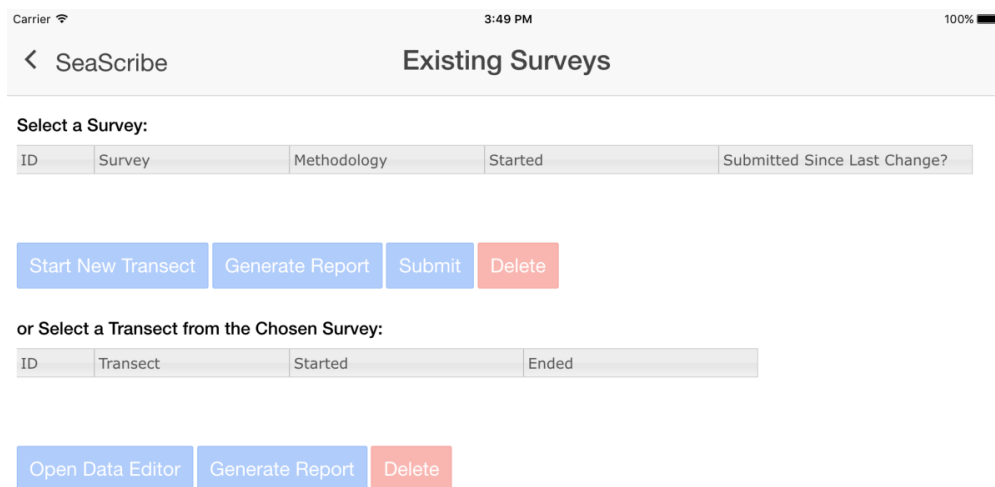 Carrier 3:49 PM 100%
SeaScribe Existing Surveys
Select a Survey:
ID Survey Methodology Started Submitted Since Last Change?
Start New Transect Generate Report Submit Delete
or Select a Transect from the Chosen Survey:
ID Transect Started Ended
Open Data Editor Generate Report Delete